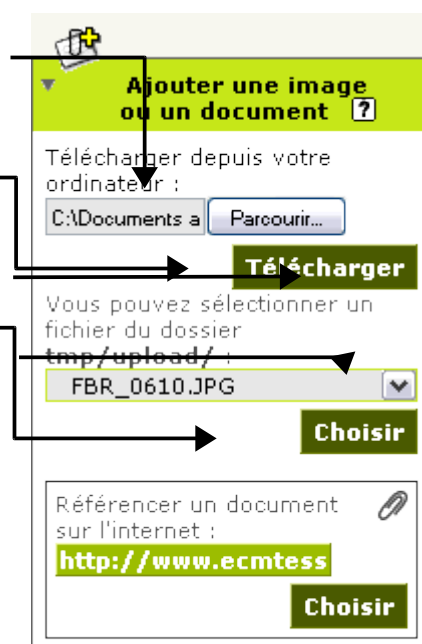 Ajouter une image
ou un document ?
Télécharger depuis votre
ordinateur :
C:\Documents a Parcourir...
Télécharger
Vous pouvez sélectionner un
fichier du dossier
tmp/upload/ :
FBR_0610.JPG
Choisir
Référencer un document
sur l'internet :
http://www.ecmtess
Choisir